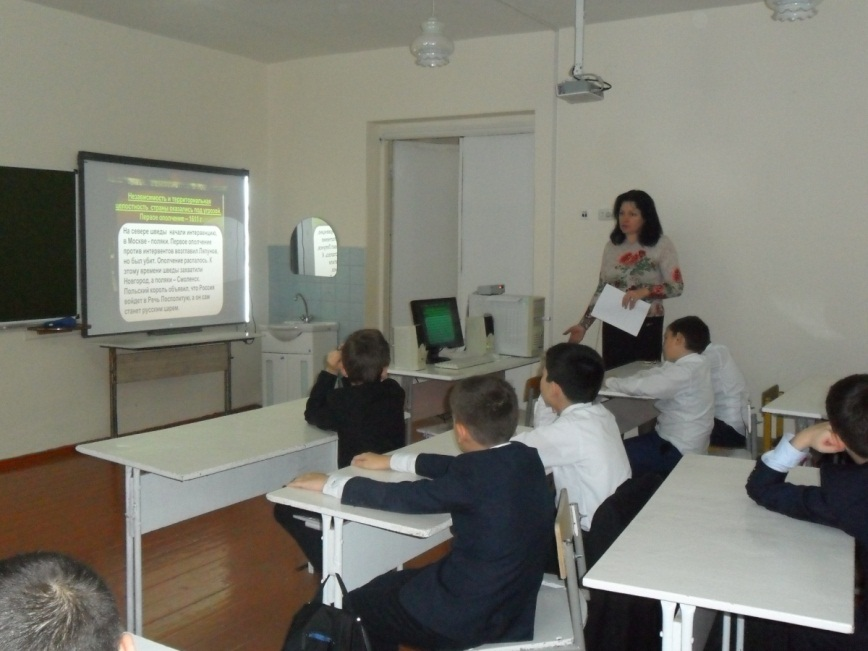 Независимость и территориальная
целостность страны оказались под угрозой.
Первое ополчение – 1611 г.
На севере шведы начали интервенцию,
в Москве - поляки. Первое ополчение
против интервентов возглавил Ляпунов,
но был убит. Ополчение распалось. К
этому времени шведы захватили
Новгород, а поляки – Смоленск.
Польский король объявил, что Россия
войдет в Речь Посполитую, а он сам
станет русским царем.